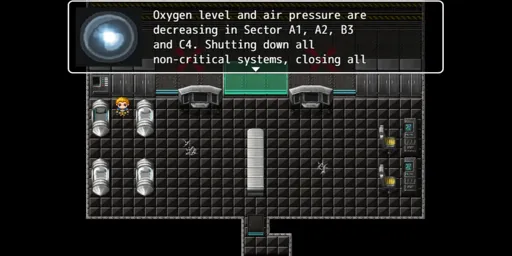 Oxygen level and air pressure are
decreasing in Sector A1, A2, B3
and C4. Shutting down all
non-critical systems, closing all